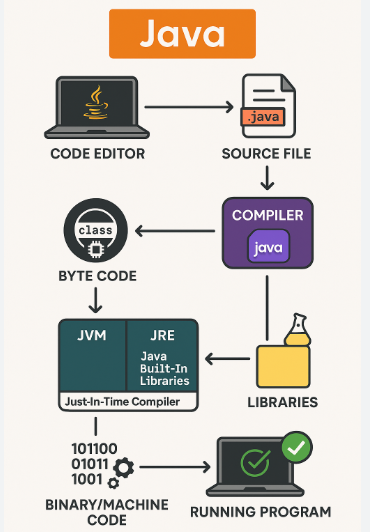 Java
CODE EDITOR
.java
SOURCE FILE
COMPILER
java
class
BYTE CODE
JVM
JRE
Java
Built-In
Libraries
Just-In-Time Compiler
LIBRARIES
101100
01011
1001
BINARY/MACHINE
CODE
RUNNING PROGRAM